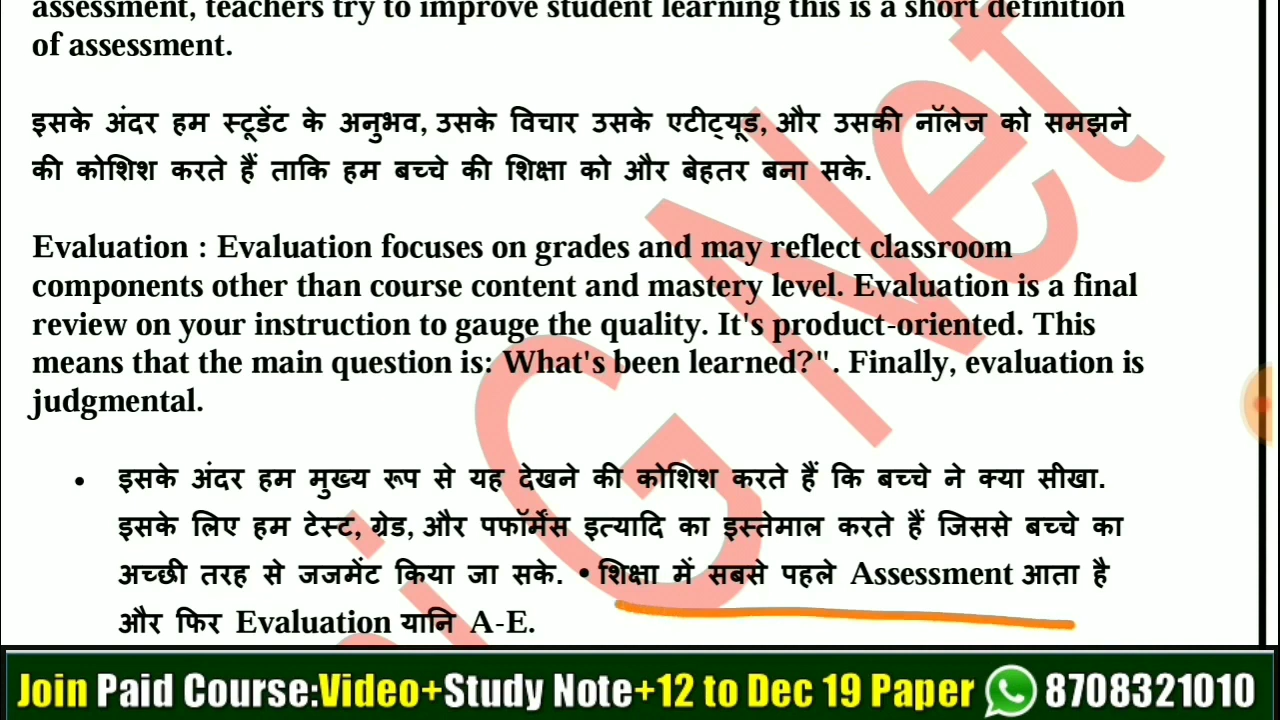 assessment, teachers try to improve student learning this is a short definition
of assessment.
इसके अंदर हम स्टूडेंट के अनुभव, उसके विचार उसके एटीट्यूड, और उसकी नॉलेज को समझने
की कोशिश करते हैं ताकि हम बच्चे की शिक्षा को और बेहतर बना सके.
Evaluation : Evaluation focuses on grades and may reflect classroom
components other than course content and mastery level. Evaluation is a final
review on your instruction to gauge the quality. It's product-oriented. This
means that the main question is: What's been learned?". Finally, evaluation is
judgmental.
• इसके अंदर हम मुख्य रूप से यह देखने की कोशिश करते हैं कि बच्चे ने क्या सीखा.
इसके लिए हम टेस्ट, ग्रेड, और पर्फॉर्मेंस इत्यादि का इस्तेमाल करते हैं जिससे बच्चे का
अच्छी तरह से जजमेंट किया जा सके. • शिक्षा में सबसे पहले Assessment आता है
और फिर Evaluation यानि A-E.
G Net
Join Paid Course:Video+Study Note+12 to Dec 19 Paper 8708321010